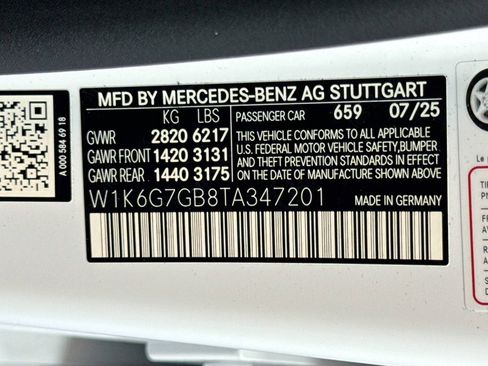 MFD BY MERCEDES-BENZ AG STUTTGART
KG LBS
PASSENGER CAR 659 07/25
GVWR 2820 6217
GAWR FRONT 1420 3131
GAWR REAR 1440 3175
THIS VEHICLE CONFORMS TO ALL APPLICABLE
U.S. FEDERAL MOTOR VEHICLE SAFETY,BUMPER
AND THEFT PREVENTION STANDARDS IN EFFECT
ON THE DATE OF MANUFACTURE SHOWN ABOVE.
W1K6G7GB8TA347201
MADE IN GERMANY
A 000 584 69 18
Le
TI